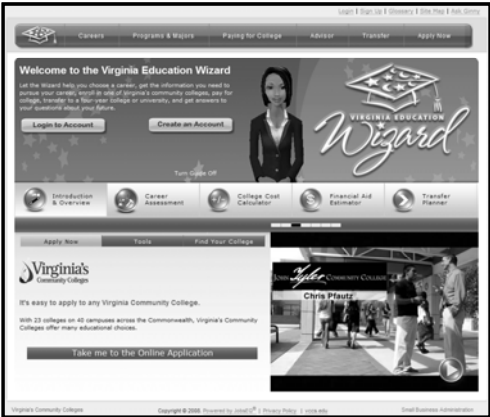 Login | Sign Up | Glossary | Site Map | Ask Ginny
Careers Programs & Majors Paying for College Advisor Transfer Apply Now
Welcome to the Virginia Education Wizard
Let the Wizard help you choose a career, get the information you need to
pursue your career, enroll in one of Virginia's community colleges, pay for
college, transfer to a four-year college or university, and get answers to
your questions about your future.
Login to Account Create an Account
Turn Guide Off
VIRGINIA EDUCATION
Wizard
Introduction & Overview
Career Assessment
College Cost Calculator
Financial Aid Estimator
Transfer Planner
Apply Now Tools Find Your College
Virginia's
Community Colleges
It's easy to apply to any Virginia Community College.
With 23 colleges on 40 campuses across the Commonwealth, Virginia's Community
Colleges offer many educational choices.
Take me to the Online Application
JOHN Tyler COMMUNITY COLLEGE
Chris Pfautz
Virginia's Community Colleges Copyright © 2008. Powered by JobsEQ® | Privacy Policy | vccs.edu Small Business Administration